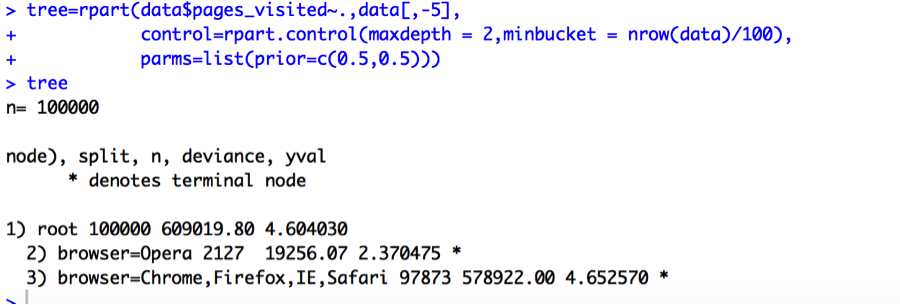 > tree=rpart(data$pages_visited~.,data[,-5],
+ control=rpart.control(maxdepth = 2,minbucket = nrow(data)/100),
+ parms=list(prior=c(0.5,0.5)))
> tree
n= 100000
node), split, n, deviance, yval
* denotes terminal node
1) root 100000 609019.80 4.604030
2) browser=Opera 2127 19256.07 2.370475 *
3) browser=Chrome,Firefox,IE,Safari 97873 578922.00 4.652570 *
>